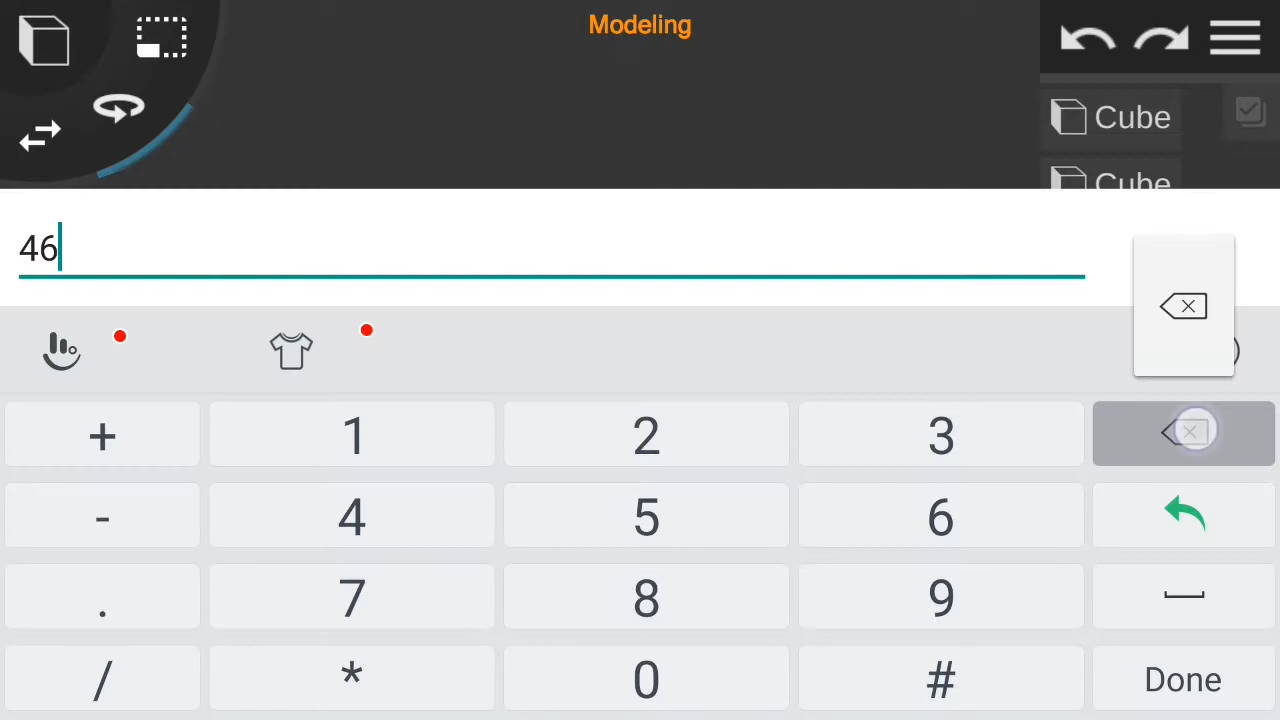 Modeling
Cube
Cube
46
+ 1 2 3
- 4 5 6
. 7 8 9
/ * 0 # Done